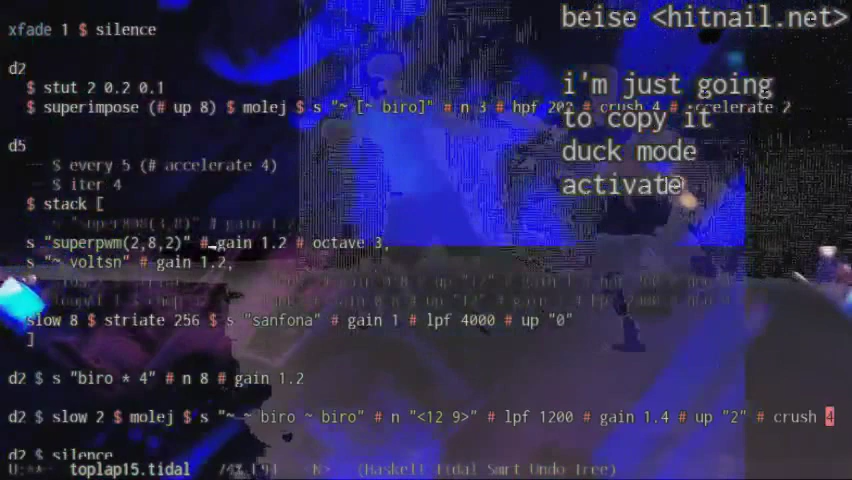 xfade 1 $ silence
d2
$ stut 2 0.2 0.1
$ superimpose (# up 8) $ molej $ s "~ [~ biro]" # n 3 # hpf 200 # crush 4 # accelerate 2
d5
-- $ every 5 (# accelerate 4)
-- $ iter 4
$ stack [
s "superpwm(2,8,2)" # gain 1.2 # octave 3,
s "~ voltsn" # gain 1.2,
slow 8 $ striate 256 $ s "sanfona" # gain 1 # lpf 4000 # up "0"
]
d2 $ s "biro * 4" # n 8 # gain 1.2
d2 $ slow 2 $ molej $ s "~ ~ biro ~ biro" # n "<12 9>" # lpf 1200 # gain 1.4 # up "2" # crush 4
d2 $ silence
toplap15.tidal (Haskell Tidal Smrt Undo Tree)
beise <hitnail.net>
i'm just going
to copy it
duck mode
activate